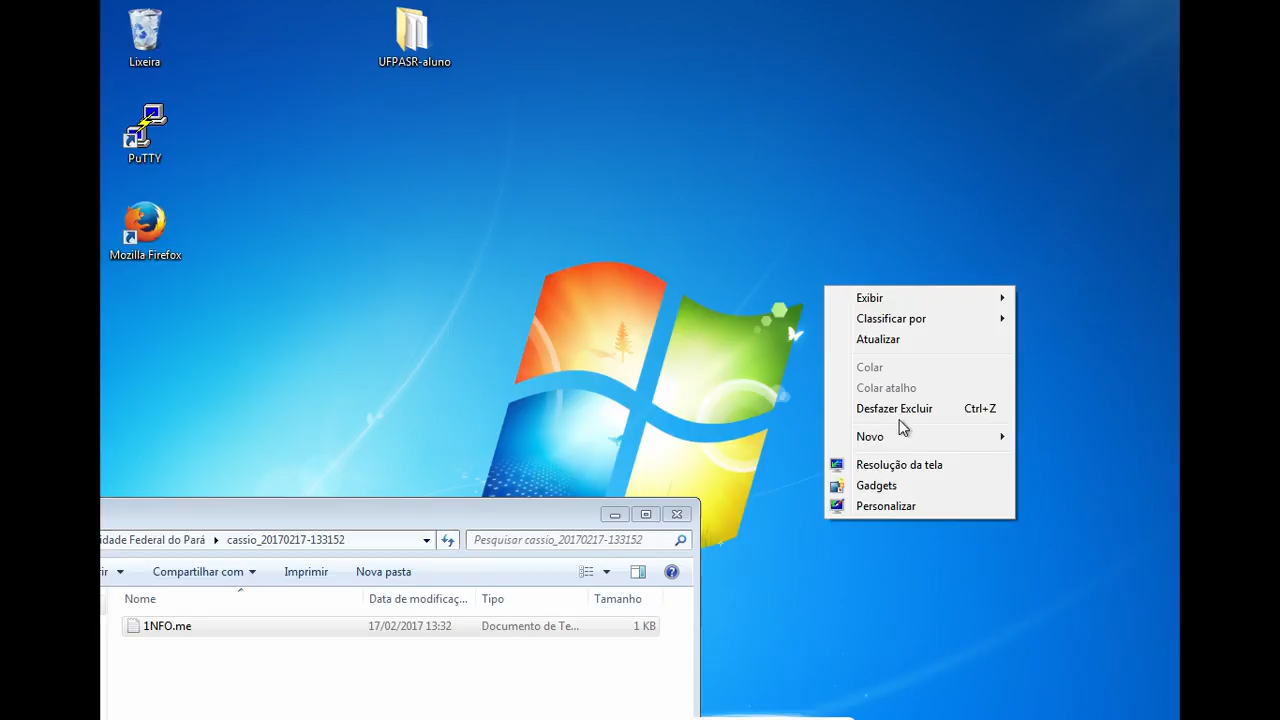 Lixeira
UFPASR-aluno
PuTTY
Mozilla Firefox
Exibir
Classificar por
Atualizar
Colar
Colar atalho
Desfazer Excluir Ctrl+Z
Novo
Resolução da tela
Gadgets
Personalizar
idade Federal do Pará cassio_20170217-133152 Pesquisar cassio_20170217-133152
ir Compartilhar com Imprimir Nova pasta
Nome Data de modificaç... Tipo Tamanho
1NFO.me 17/02/2017 13:32 Documento de Te... 1 KB